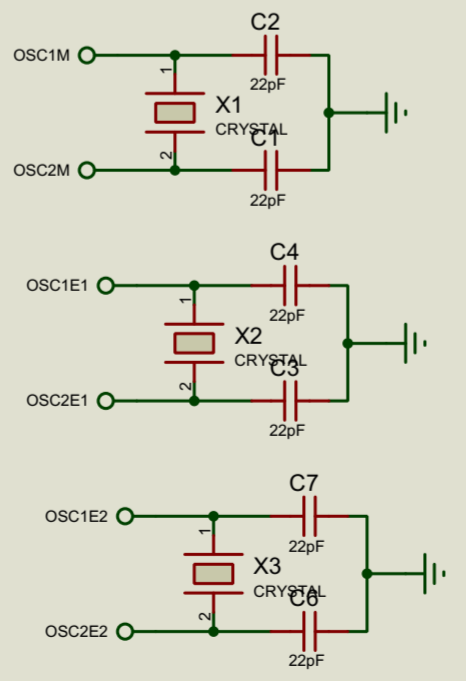 C2
OSC1M
1
22pF
X1
CRYSTAL
C1
2
OSC2M
22pF
C4
OSC1E1
1
22pF
X2
CRYSTAL
C3
2
OSC2E1
22pF
C7
OSC1E2
1
22pF
X3
CRYSTAL
C6
2
OSC2E2
22pF